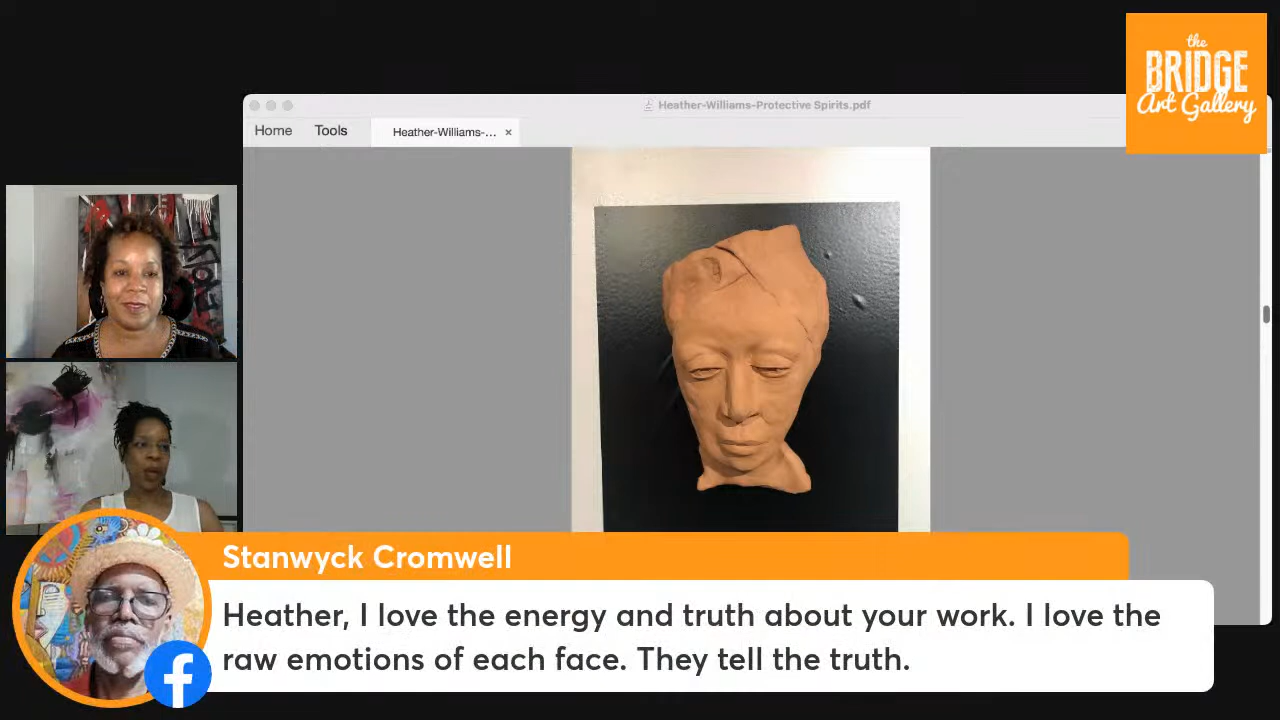 the
BRIDGE
Art Gallery
Heather-Williams-Protective Spirits.pdf
Home Tools Heather-Williams-... ×
Stanwyck Cromwell
Heather, I love the energy and truth about your work. I love the
raw emotions of each face. They tell the truth.